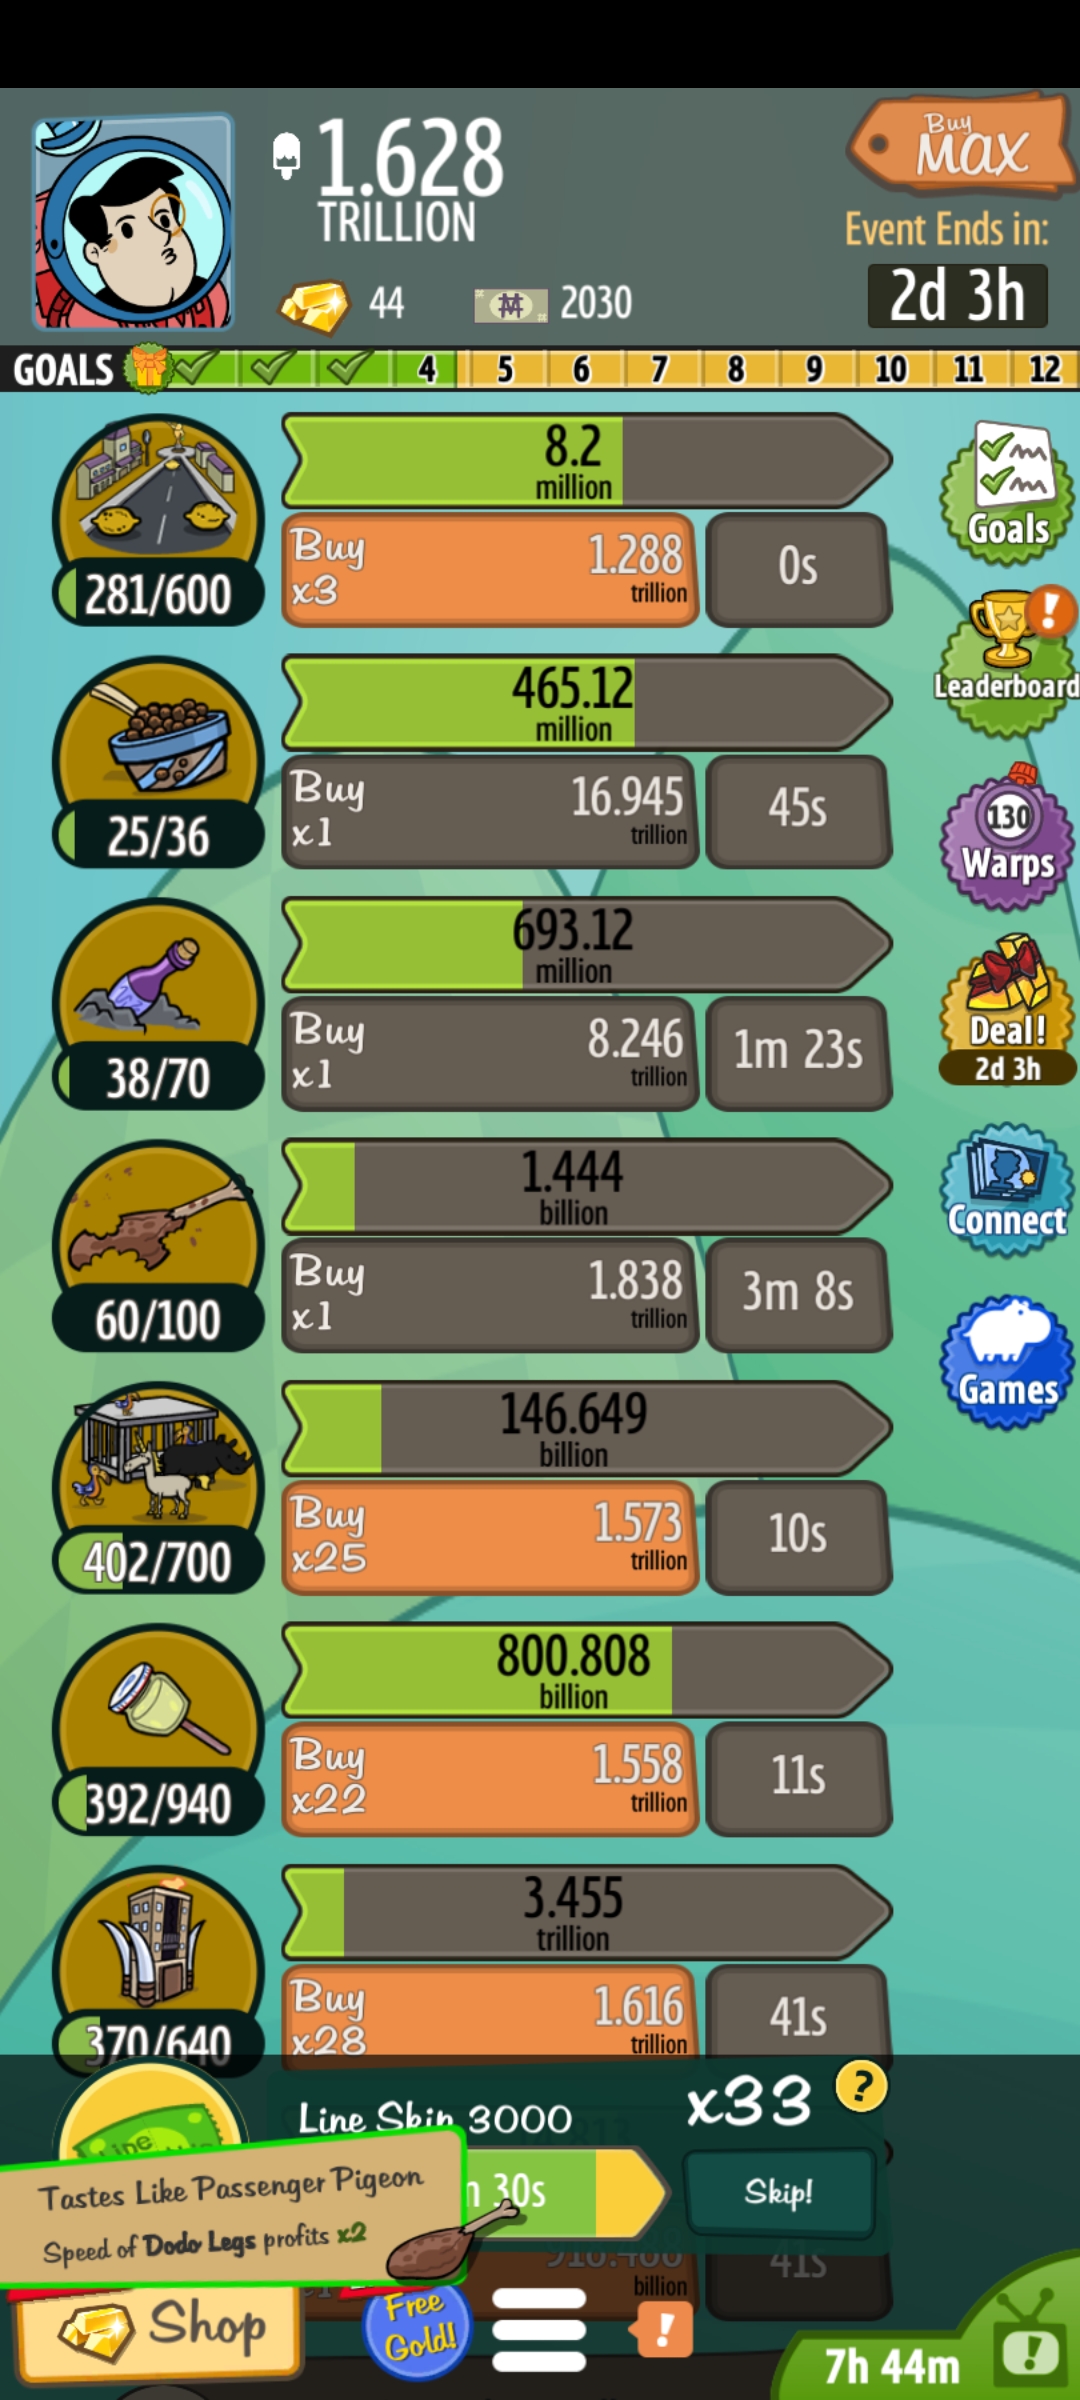 1.628
TRILLION
Buy
MAX
Event Ends in:
2d 3h
44
2030
GOALS 4 5 6 7 8 9 10 11 12
8.2
million
Buy
x3
1.288
trillion
0s
281/600
Goals
465.12
million
Leaderboard
Buy
x1
16.945
trillion
45s
25/36
130
Warps
693.12
million
Buy
x1
8.246
trillion
1m 23s
38/70
Deal!
2d 3h
1.444
billion
Buy
x1
1.838
trillion
3m 8s
60/100
Connect
146.649
billion
Games
Buy
x25
1.573
trillion
10s
402/700
800.808
billion
Buy
x22
1.558
trillion
11s
392/940
3.455
trillion
Buy
x28
1.616
trillion
41s
370/640
Line Skip 3000
x33
?
30s
Skip!
Tastes Like Passenger Pigeon
Speed of Dodo Legs profits x2
billion
41s
Shop
Free
Gold!
!
7h 44m